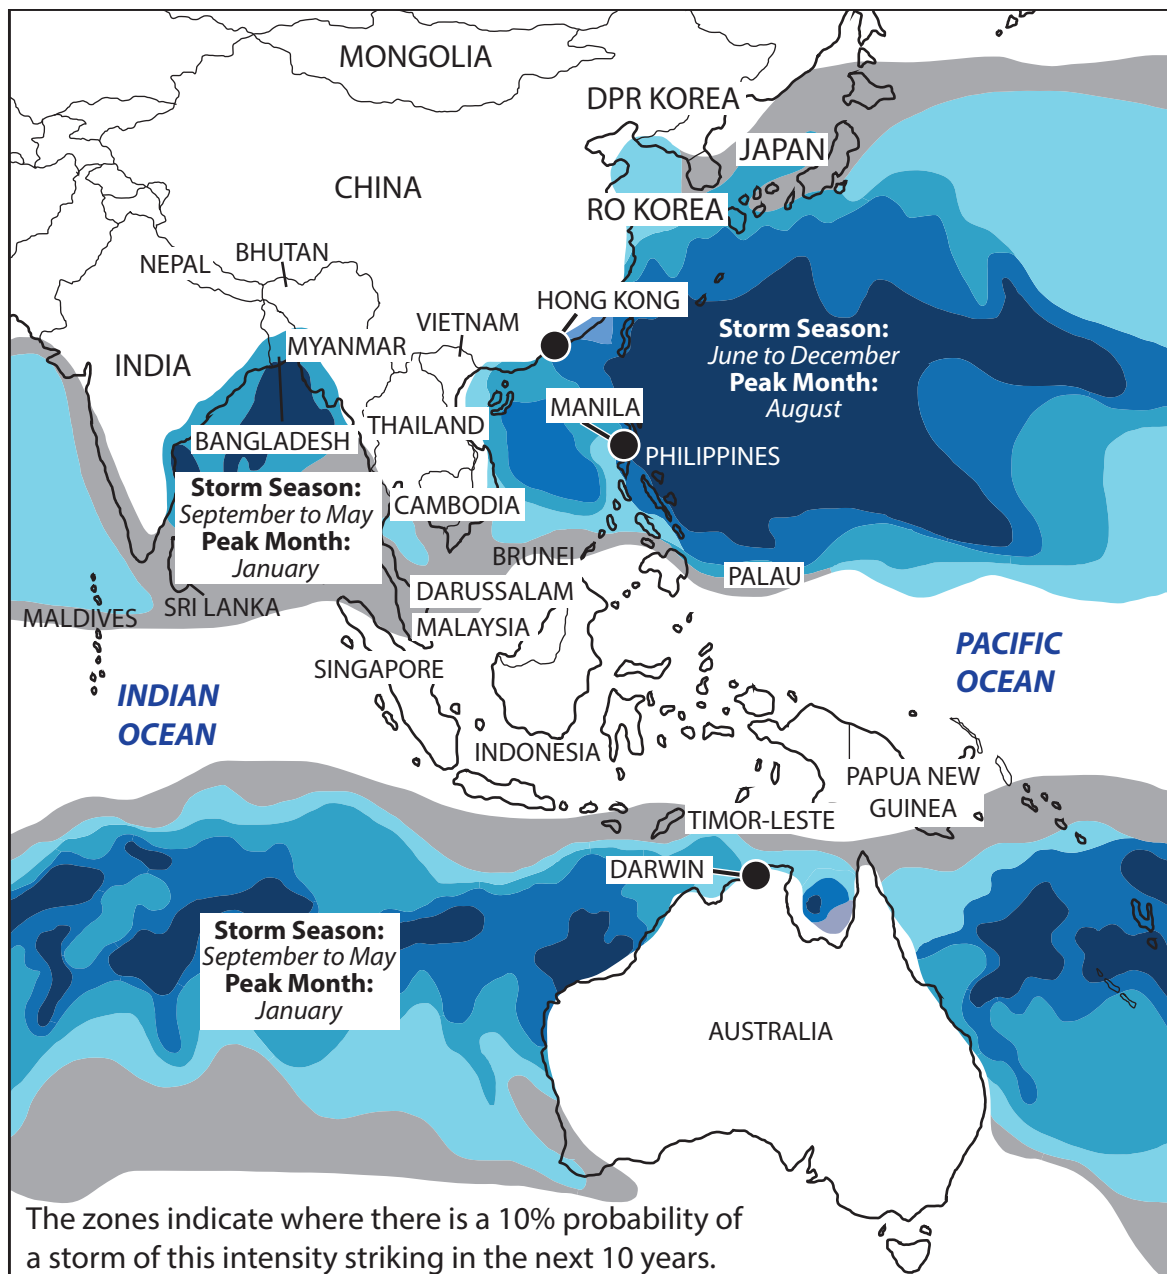 MONGOLIA
DPR KOREA
JAPAN
CHINA
RO KOREA
BHUTAN
NEPAL
HONG KONG
VIETNAM
MYANMAR
INDIA
Storm Season:
June to December
Peak Month:
August
MANILA
THAILAND
BANGLADESH
PHILIPPINES
Storm Season:
September to May
Peak Month:
January
CAMBODIA
BRUNEI
DARUSSALAM
PALAU
SRI LANKA
MALDIVES
MALAYSIA
SINGAPORE
PACIFIC
OCEAN
INDIAN
OCEAN
INDONESIA
PAPUA NEW
GUINEA
TIMOR-LESTE
DARWIN
Storm Season:
September to May
Peak Month:
January
AUSTRALIA
The zones indicate where there is a 10% probability of
a storm of this intensity striking in the next 10 years.